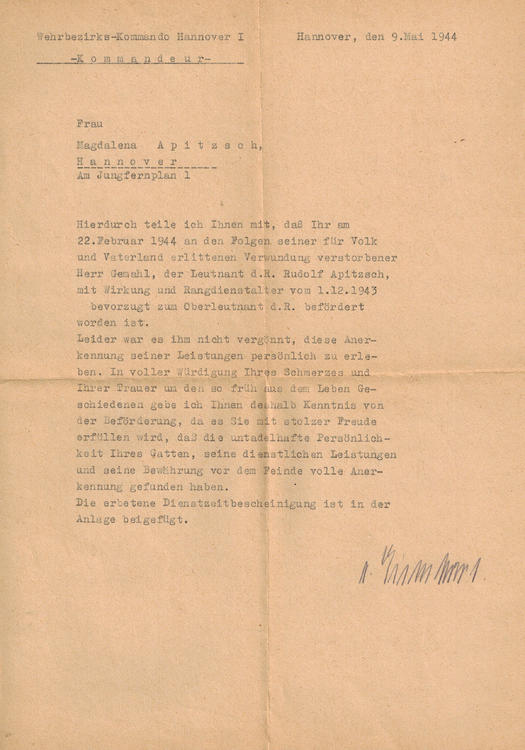 Wehrbezirks-Kommando Hannover I
Hannover, den 9.Mai 1944
-K o m m a n d e u r-
Frau
Magdalena A p i t z s c h,
H a n n o v e r
Am Jungfernplan 1
Hierdurch teile ich Ihnen mit, daß Ihr am
22.Februar 1944 an den Folgen seiner für Volk
und Vaterland erlittenen Verwundung verstorbener
Herr Gemahl, der Leutnant d.R. Rudolf Apitzsch,
mit Wirkung und Rangdienstalter vom 1.12.1943
bevorzugt zum Oberleutnant d.R. befördert
worden ist.
Leider war es ihm nicht vergönnt, diese Aner-
kennung seiner Leistungen persönlich zu erle-
ben. In voller Würdigung Ihres Schmerzes und
Ihrer Trauer um den so früh aus dem Leben Ge-
schiedenen gebe ich Ihnen deshalb Kenntnis von
der Beförderung, da es Sie mit stolzer Freude
erfüllen wird, daß die untadelhafte Persönlich-
keit Ihres Gatten, seine dienstlichen Leistungen
und seine Bewährung vor dem Feinde volle Aner-
kennung gefunden haben.
Die erbetene Dienstzeitbescheinigung ist in der
Anlage beigefügt.